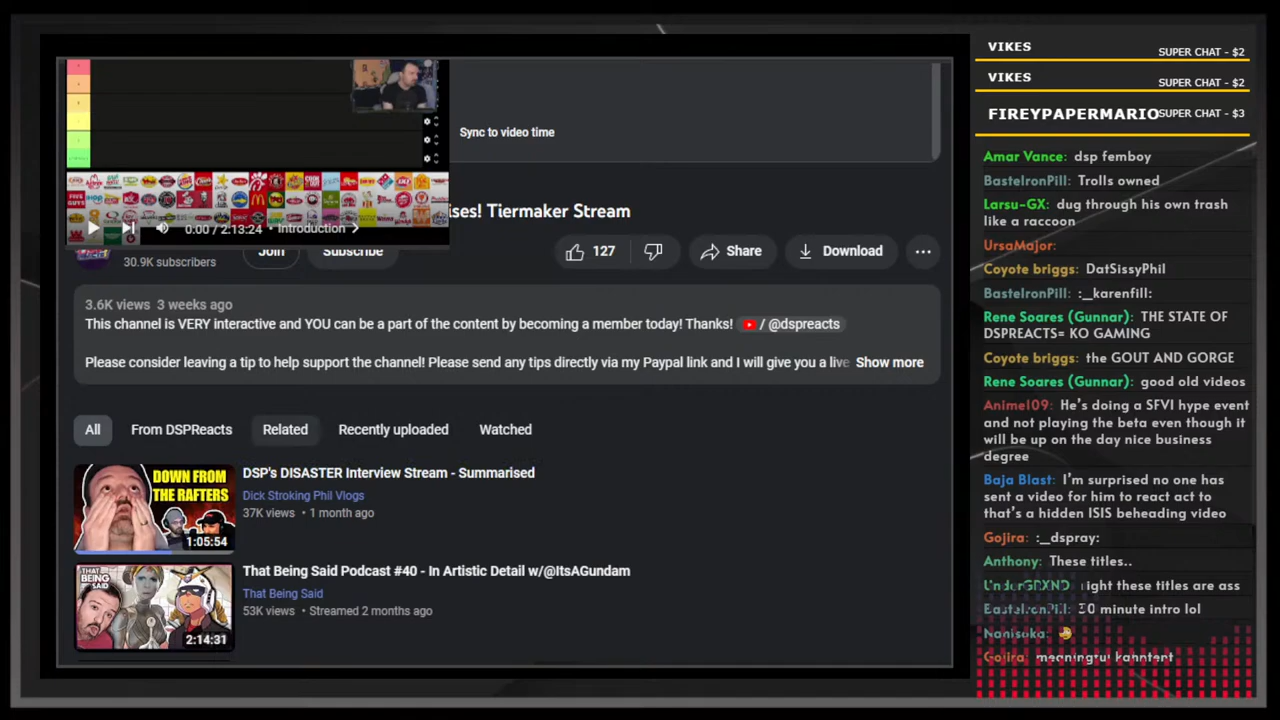 Sync to video time
0:00 / 2:13:24 • Introduction
ises! Tiermaker Stream
30.9K subscribers
Join
Subscribe
127
Share
Download
3.6K views 3 weeks ago
This channel is VERY interactive and YOU can be a part of the content by becoming a member today! Thanks! / @dspreacts
Please consider leaving a tip to help support the channel! Please send any tips directly via my Paypal link and I will give you a live Show more
All
From DSPReacts
Related
Recently uploaded
Watched
DOWN FROM
THE RAFTERS
1:05:54
DSP's DISASTER Interview Stream - Summarised
Dick Stroking Phil Vlogs
37K views • 1 month ago
THAT
BEING
SAID
2:14:31
That Being Said Podcast #40 - In Artistic Detail w/@ItsAGundam
That Being Said
53K views • Streamed 2 months ago
VIKES SUPER CHAT - $2
VIKES SUPER CHAT - $2
FIREYPAPERMARIO SUPER CHAT - $3
Amar Vance: dsp femboy
BasteIronPill: Trolls owned
Larsu-GX: dug through his own trash
like a raccoon
UrsaMajor:
Coyote briggs: DatSissyPhil
BasteIronPill: :_karenfill:
Rene Soares (Gunnar): THE STATE OF
DSPREACTS= KO GAMING
Coyote briggs: the GOUT AND GORGE
Rene Soares (Gunnar): good old videos
Anime109: He's doing a SFVI hype event
and not playing the beta even though it
will be up on the day nice business
degree
Baja Blast: I'm surprised no one has
sent a video for him to react act to
that's a hidden ISIS beheading video
Gojira: :_dspray:
Anthony: These titles..
UnderGRXND right these titles are ass
BasteIronPill: 30 minute intro lol
Nanisoka:
Gojira: meaningful kahntent